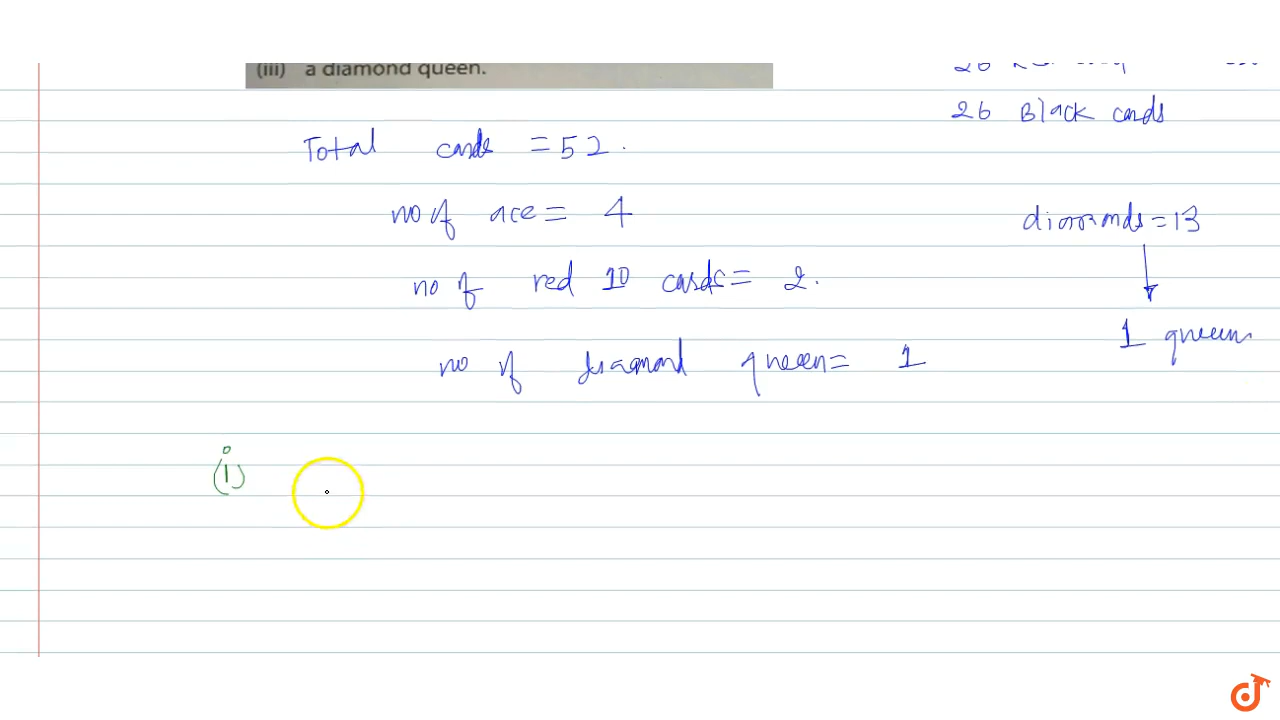 (iii) a diamond queen.
26 Black cards
Total cards = 52.
no of ace = 4
diamonds = 13
no of red 10 cards = 2.
1 queen
no of diamond queen = 1
(i)